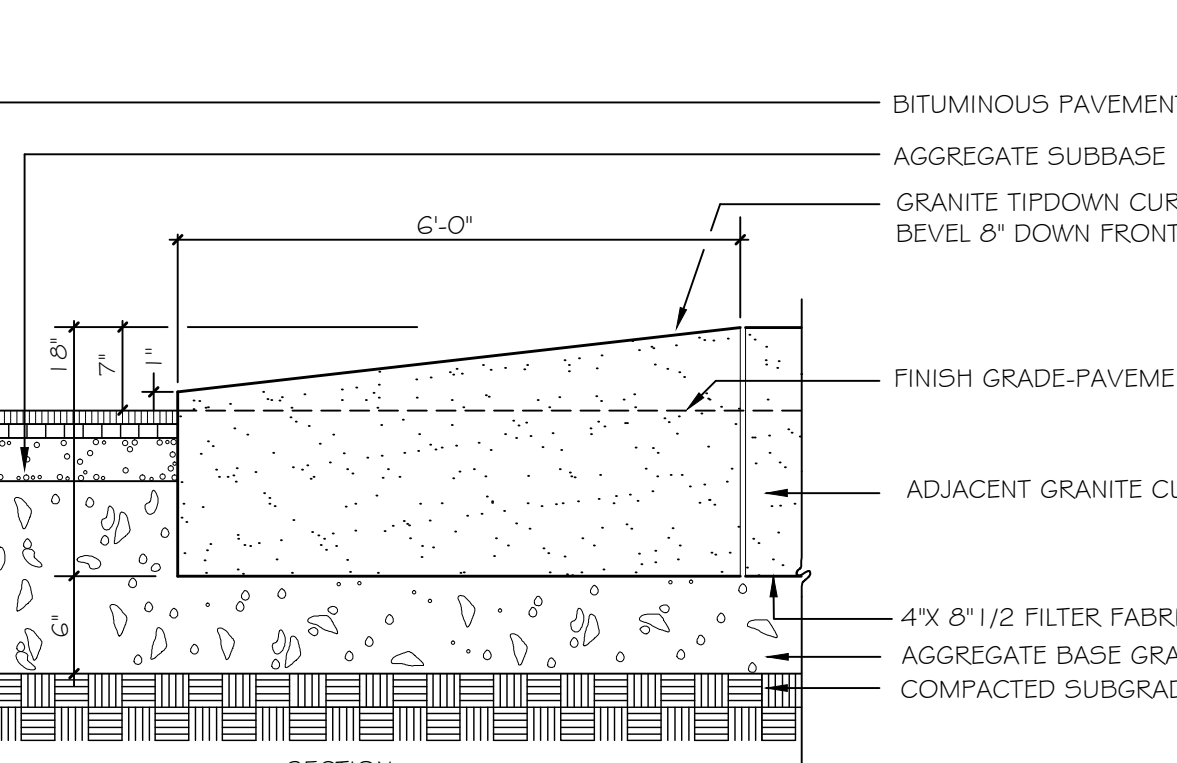 BITUMINOUS PAVEMENT
AGGREGATE SUBBASE
GRANITE TIPDOWN CUR
BEVEL 8" DOWN FRONT
6'-0"
18"
7"
1"
FINISH GRADE-PAVEME
ADJACENT GRANITE CU
6"
4"X 8"1/2 FILTER FABRI
AGGREGATE BASE GRA
COMPACTED SUBGRAD
SECTION